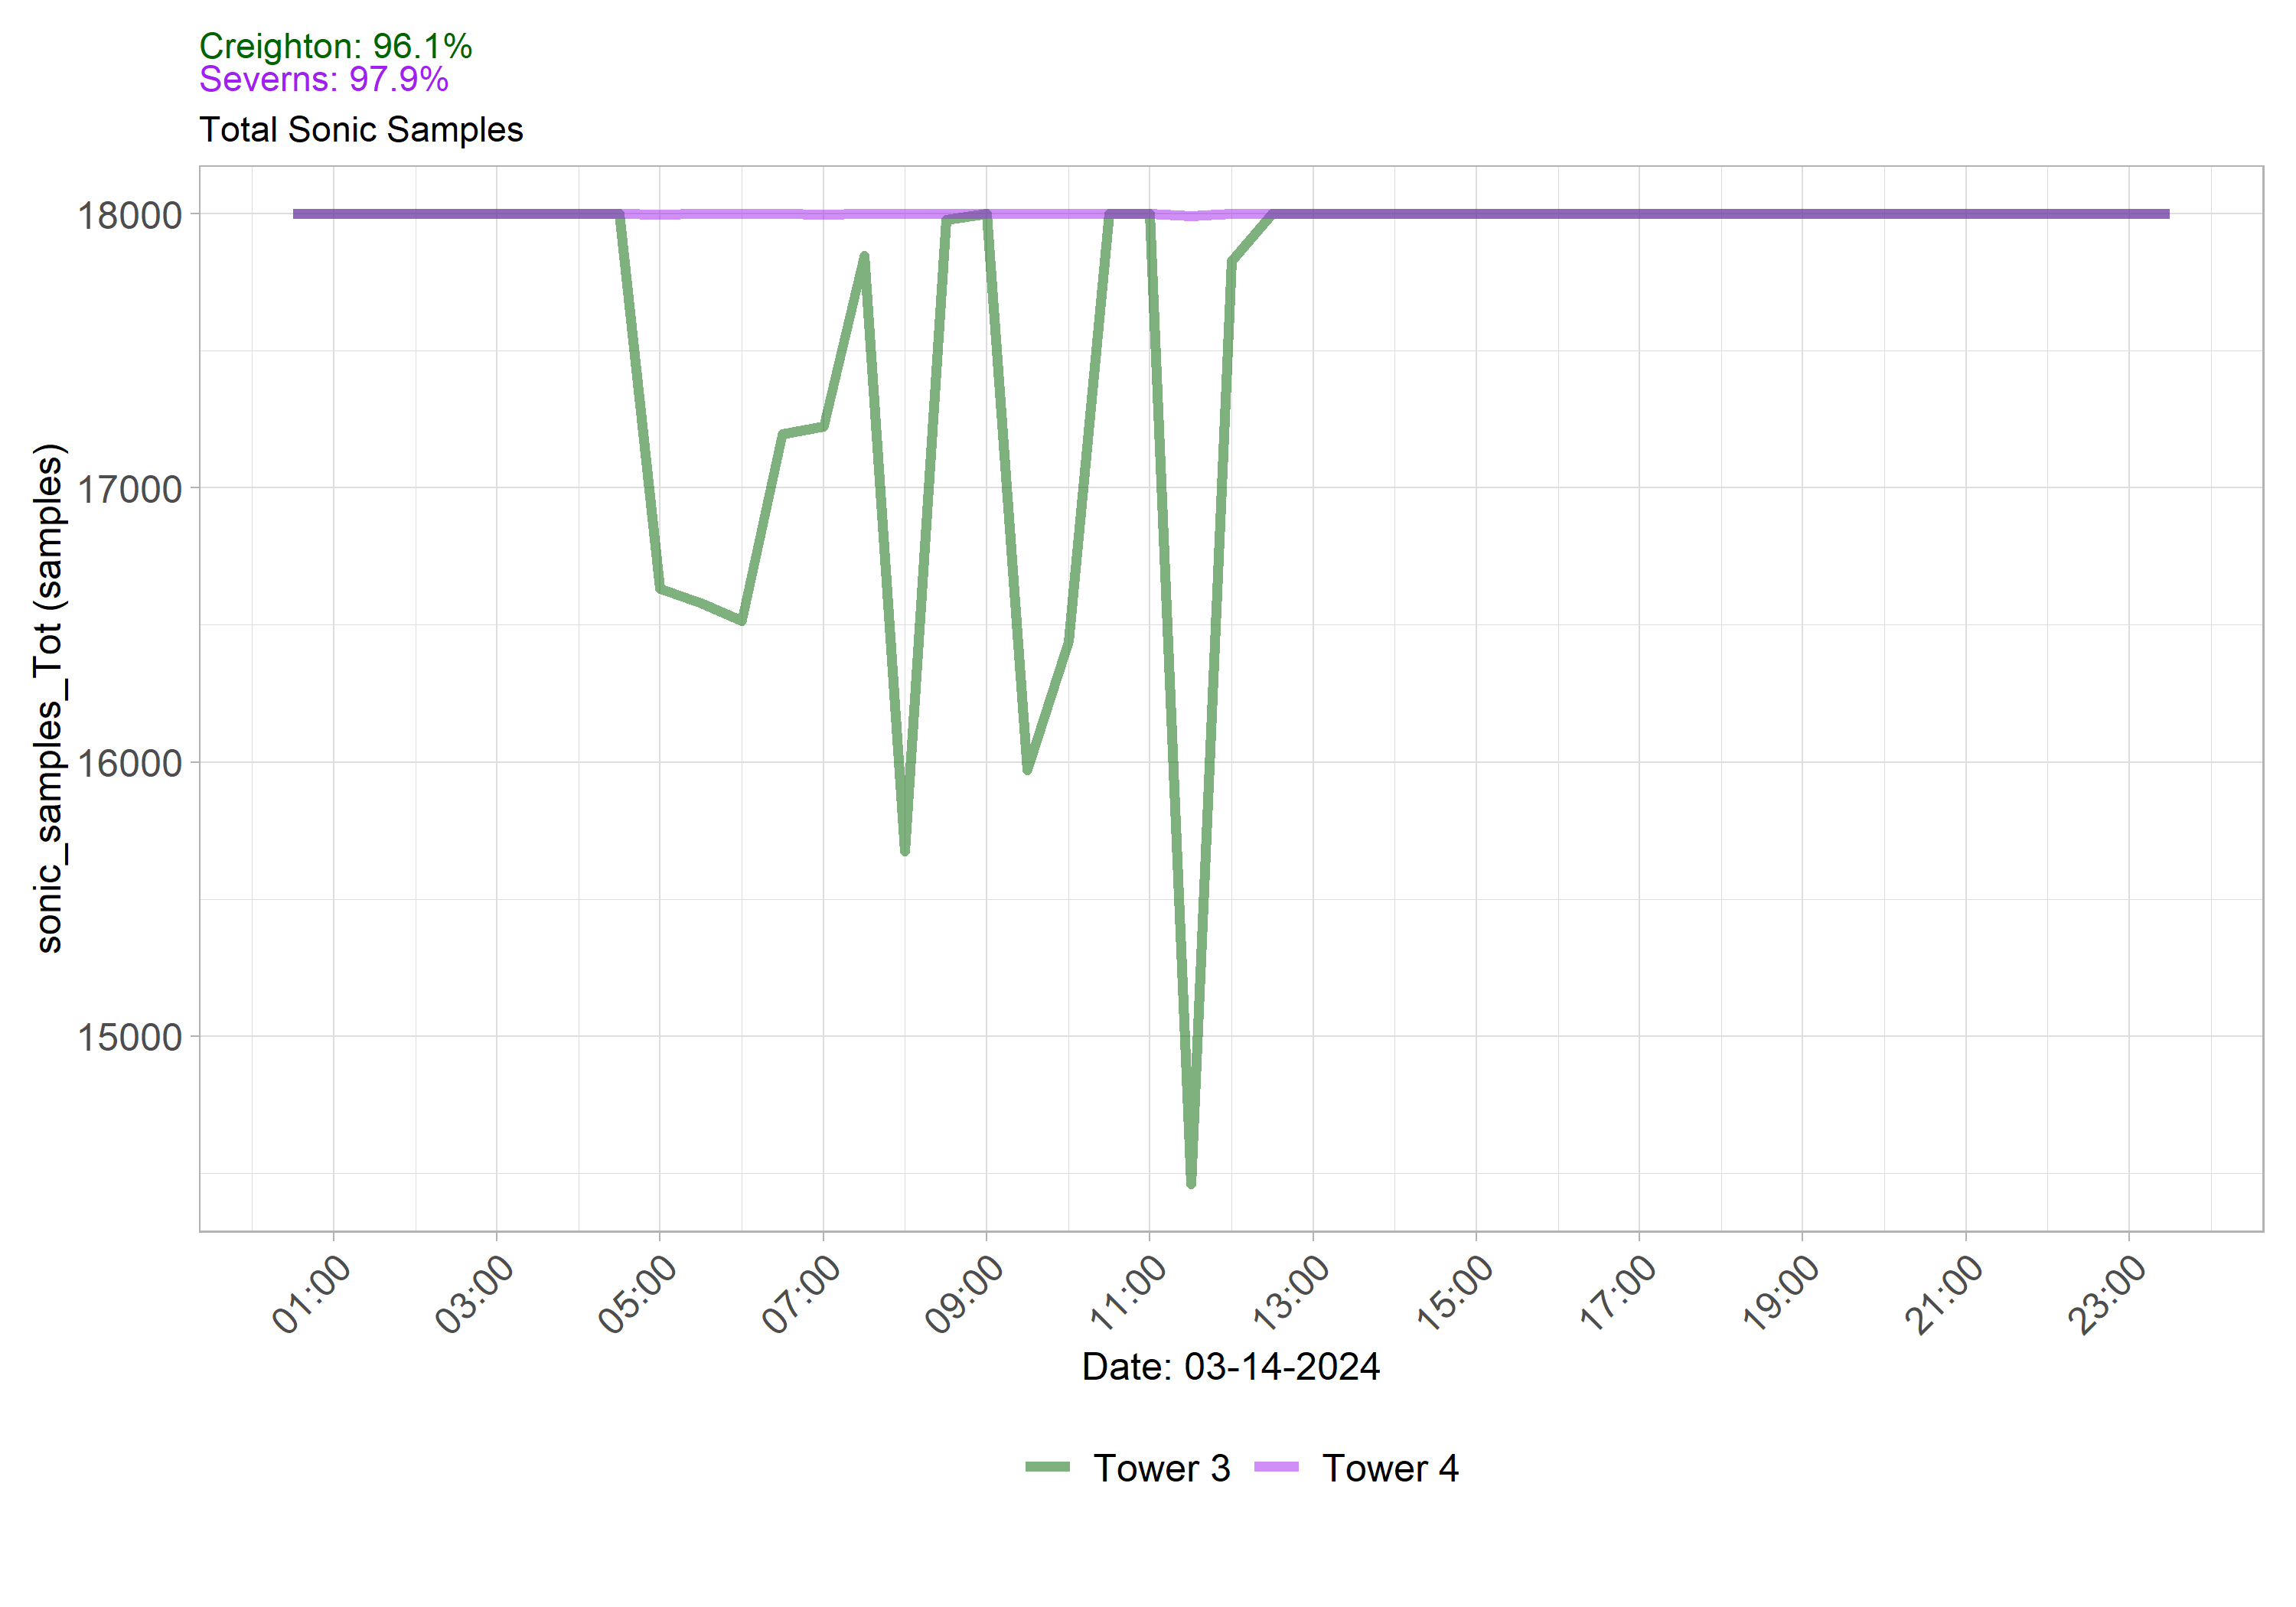 Creighton: 96.1%
Severns: 97.9%
Total Sonic Samples
sonic_samples_Tot (samples)
18000
17000
16000
15000
01:00 03:00 05:00 07:00 09:00 11:00 13:00 15:00 17:00 19:00 21:00 23:00
Date: 03-14-2024
Tower 3 Tower 4